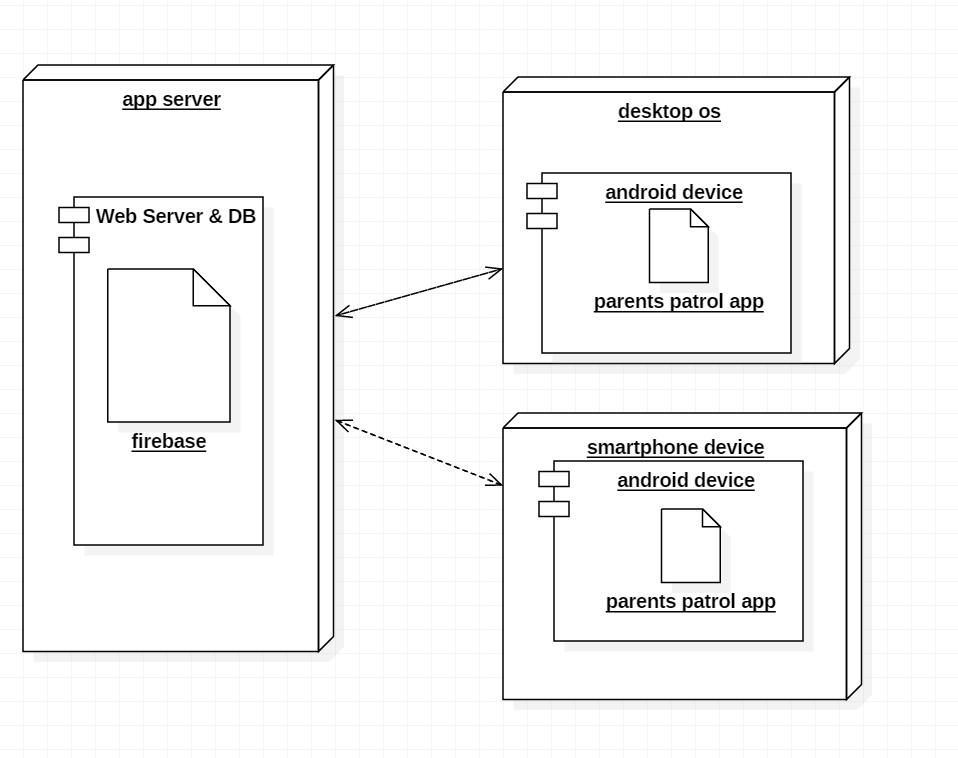 app server
Web Server & DB
firebase
desktop os
android device
parents patrol app
smartphone device
android device
parents patrol app